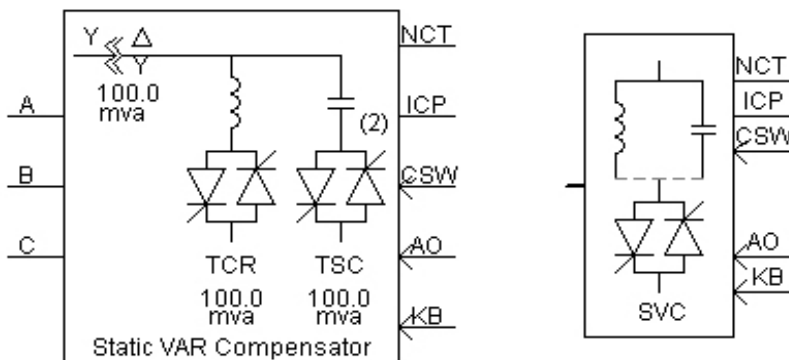 Y Δ NCT
Y
100.0
mva
A ICP
(2)
B CSW
C AO
TCR TSC
100.0 100.0
mva mva
KB
Static VAR Compensator
NCT
ICP
CSW
AO
KB
SVC